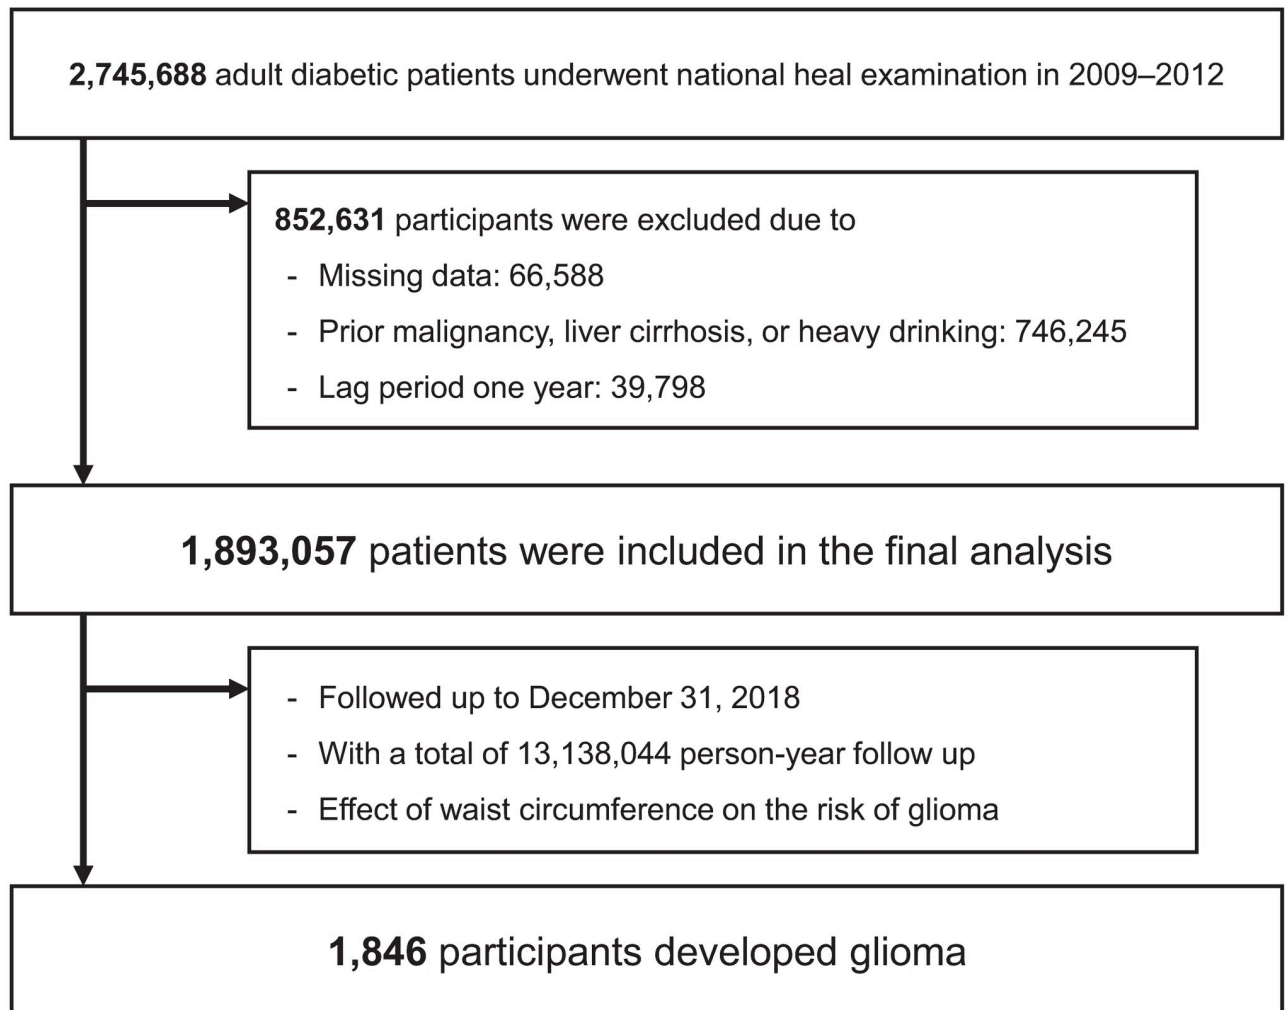 2,745,688 adult diabetic patients underwent national heal examination in 2009–2012
852,631 participants were excluded due to
- Missing data: 66,588
- Prior malignancy, liver cirrhosis, or heavy drinking: 746,245
- Lag period one year: 39,798
1,893,057 patients were included in the final analysis
- Followed up to December 31, 2018
- With a total of 13,138,044 person-year follow up
- Effect of waist circumference on the risk of glioma
1,846 participants developed glioma